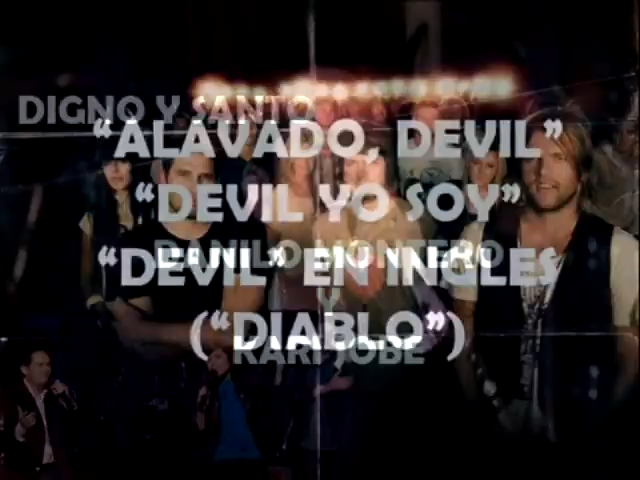 DIGNO Y SANTO
“ALAVADO, DEVIL”
“DEVIL YO SOY”
DANILO MONTERO
“DEVIL” EN INGLES
Y
(“DIABLO”)
KARI JOBE